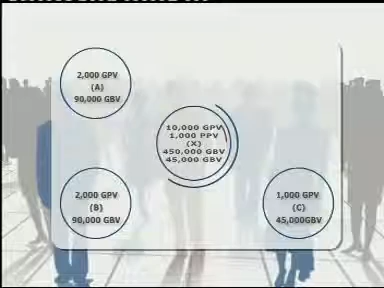 2,000 GPV
(A)
90,000 GBV
10,000 GPV
1,000 PPV
(X)
450,000 GBV
45,000 GBV
2,000 GPV
(B)
90,000 GBV
1,000 GPV
(C)
45,000GBV